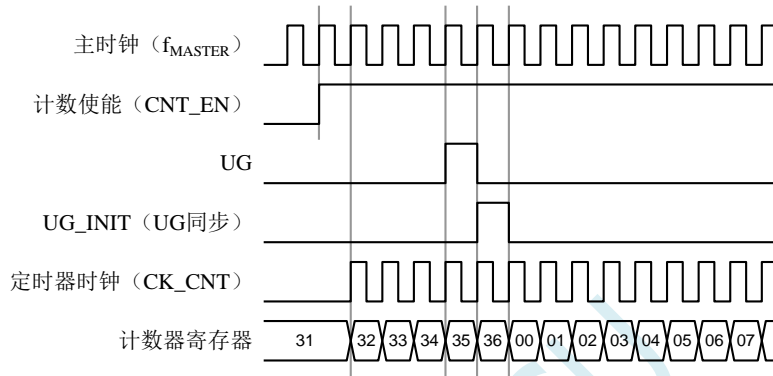 主时钟（fMASTER）
计数使能（CNT_EN）
UG
UG_INIT（UG同步）
定时器时钟（CK_CNT）
计数器寄存器 31 32 33 34 35 36 00 01 02 03 04 05 06 07